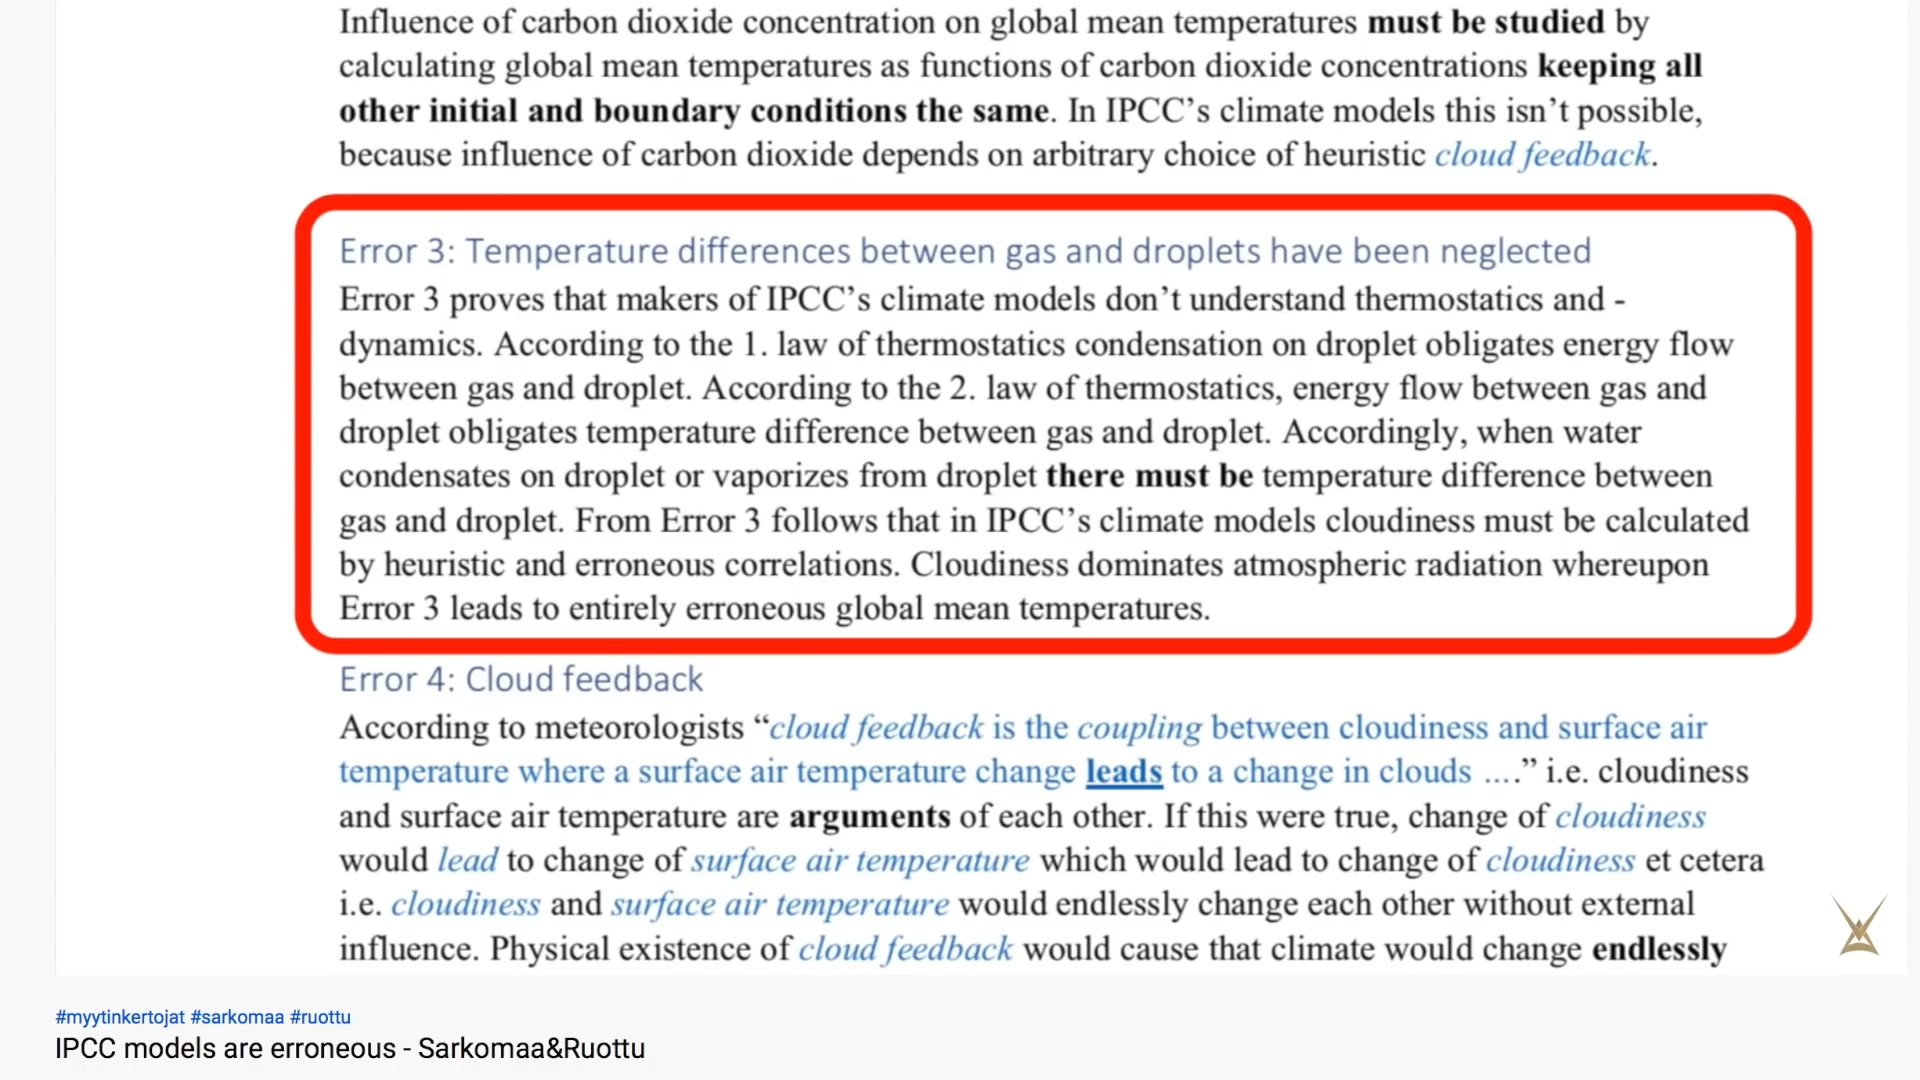 Influence of carbon dioxide concentration on global mean temperatures must be studied by
calculating global mean temperatures as functions of carbon dioxide concentrations keeping all
other initial and boundary conditions the same. In IPCC’s climate models this isn’t possible,
because influence of carbon dioxide depends on arbitrary choice of heuristic cloud feedback.
Error 3: Temperature differences between gas and droplets have been neglected
Error 3 proves that makers of IPCC’s climate models don’t understand thermostatics and -
dynamics. According to the 1. law of thermostatics condensation on droplet obligates energy flow
between gas and droplet. According to the 2. law of thermostatics, energy flow between gas and
droplet obligates temperature difference between gas and droplet. Accordingly, when water
condensates on droplet or vaporizes from droplet there must be temperature difference between
gas and droplet. From Error 3 follows that in IPCC’s climate models cloudiness must be calculated
by heuristic and erroneous correlations. Cloudiness dominates atmospheric radiation whereupon
Error 3 leads to entirely erroneous global mean temperatures.
Error 4: Cloud feedback
According to meteorologists “cloud feedback is the coupling between cloudiness and surface air
temperature where a surface air temperature change leads to a change in clouds ….” i.e. cloudiness
and surface air temperature are arguments of each other. If this were true, change of cloudiness
would lead to change of surface air temperature which would lead to change of cloudiness et cetera
i.e. cloudiness and surface air temperature would endlessly change each other without external
influence. Physical existence of cloud feedback would cause that climate would change endlessly
#myytinkertojat #sarkomaa #ruottu
IPCC models are erroneous - Sarkomaa&Ruottu